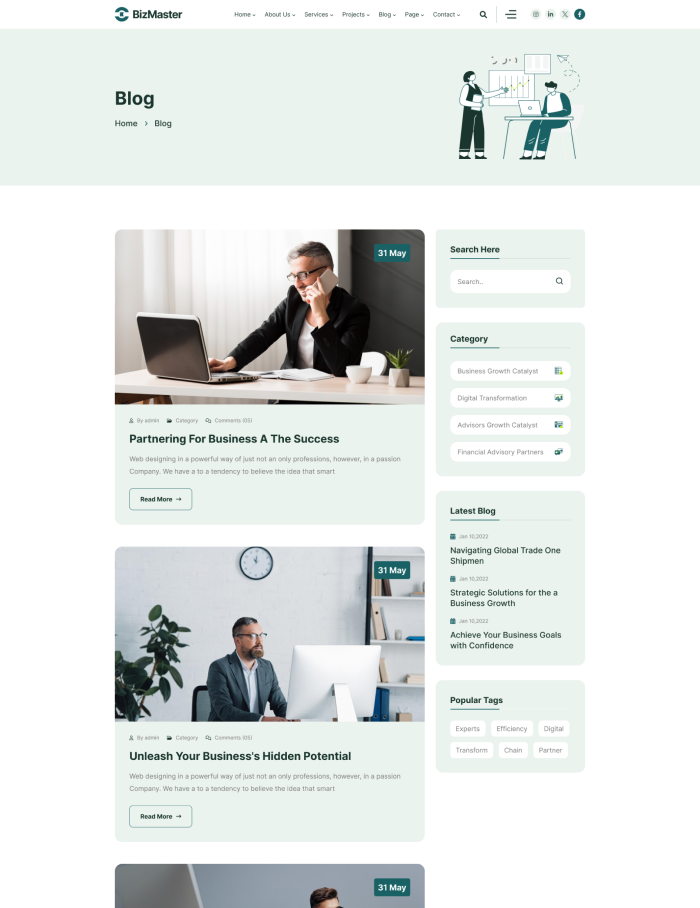 BizMaster
Home About Us Services Projects Blog Page Contact
Blog
Home > Blog
31 May
By admin Category Comments (05)
Partnering For Business A The Success
Web designing in a powerful way of just not an only professions, however, in a passion
Company. We have a to a tendency to believe the idea that smart
Read More →
31 May
By admin Category Comments (05)
Unleash Your Business's Hidden Potential
Web designing in a powerful way of just not an only professions, however, in a passion
Company. We have a to a tendency to believe the idea that smart
Read More →
31 May
Search Here
Search..
Category
Business Growth Catalyst
Digital Transformation
Advisors Growth Catalyst
Financial Advisory Partners
Latest Blog
Jan 10,2022
Navigating Global Trade One
Shipmen
Jan 10,2022
Strategic Solutions for the a
Business Growth
Jan 10,2022
Achieve Your Business Goals
with Confidence
Popular Tags
Experts Efficiency Digital
Transform Chain Partner